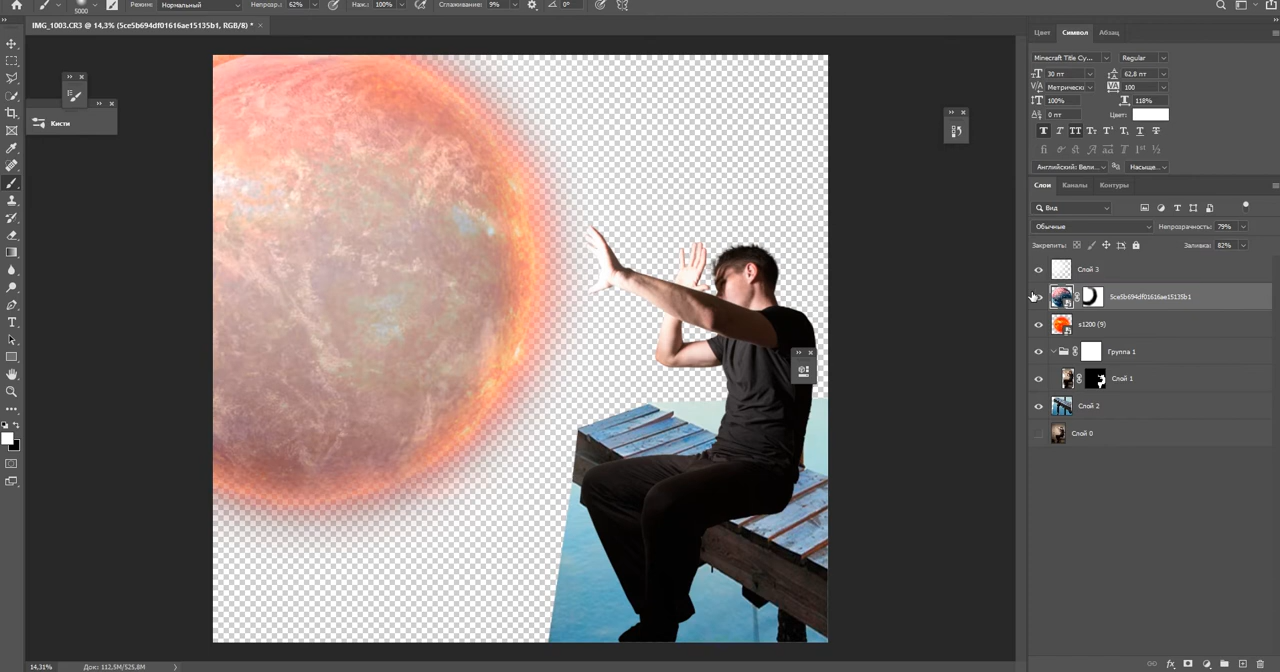 Режим:
Нормальный
Непрозр.:
62%
Наж.:
100%
Сглаживание:
9%
0°
5000
IMG_1003.CR3 @ 14,3% (5ce5b694df01616ae15135b1, RGB/8) *
Кисти
Цвет
Символ
Абзац
Minecraft Title Cy...
Regular
30 пт
62,8 пт
Метрическо
100
100%
118%
0 пт
Цвет:
Английский: Вели...
Насыще...
Слои
Каналы
Контуры
Вид
Обычные
Непрозрачность:
79%
Закрепить:
Заливка:
82%
Слой 3
5ce5b694df01616ae15135b1
s1200 (9)
Группа 1
Слой 1
Слой 2
Слой 0
14,31%
Док: 112,5M/525,8M